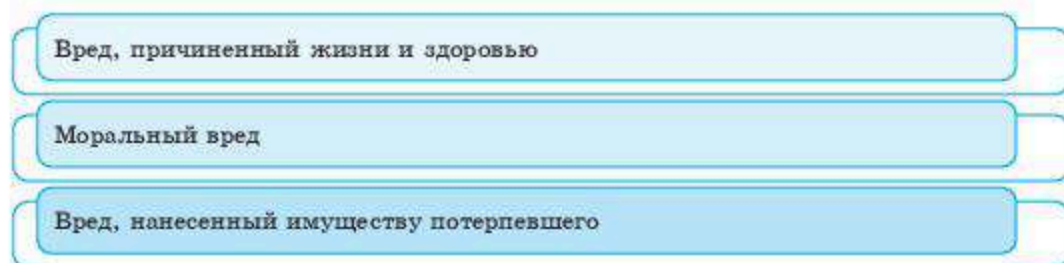 Вред, причиненный жизни и здоровью
Моральный вред
Вред, нанесенный имуществу потерпевшего